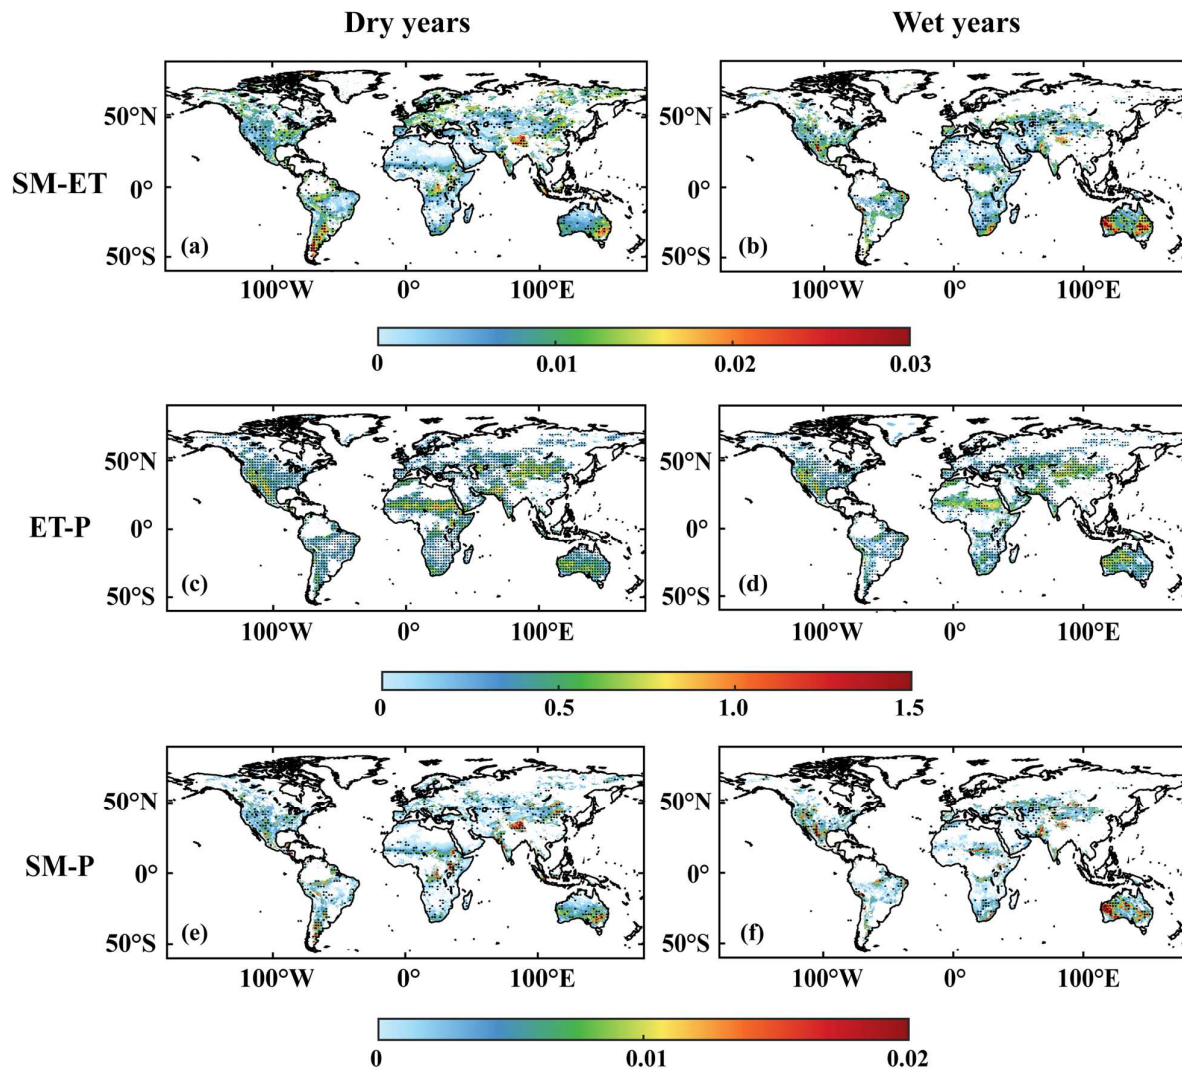 Dry years Wet years
50°N 50°N
SM-ET 0° 0°
(a) (b)
50°S 50°S
100°W 0° 100°E 100°W 0° 100°E
0 0.01 0.02 0.03
50°N 50°N
ET-P 0° 0°
(c) (d)
50°S 50°S
100°W 0° 100°E 100°W 0° 100°E
0 0.5 1.0 1.5
50°N 50°N
SM-P 0° 0°
(e) (f)
50°S 50°S
100°W 0° 100°E 100°W 0° 100°E
0 0.01 0.02